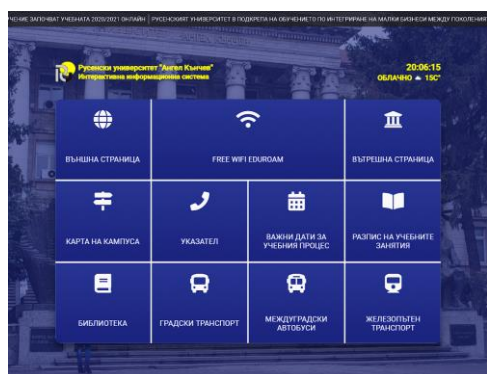 УЧЕНИЕ ЗАПОЧВАТ УЧЕБНАТА 2020/2021 ОНЛАЙН | РУСЕНСКИЯТ УНИВЕРСИТЕТ В ПОДКРЕПА НА ОБУЧЕНИЕТО ПО ИНТЕГРИРАНЕ НА МАЛКИ БИЗНЕСИ МЕЖДУ ПОКОЛЕНИЯ
Русенски университет "Ангел Кънчев"
Интерактивна информационна система
20:06:15
ОБЛАЧНО 15C°
ВЪНШНА СТРАНИЦА
FREE WIFI EDUROAM
ВЪТРЕШНА СТРАНИЦА
КАРТА НА КАМПУСА
УКАЗАТЕЛ
ВАЖНИ ДАТИ ЗА
УЧЕБНИЯ ПРОЦЕС
РАЗПИС НА УЧЕБНИТЕ
ЗАНЯТИЯ
БИБЛИОТЕКА
ГРАДСКИ ТРАНСПОРТ
МЕЖДУГРАДСКИ
АВТОБУСИ
ЖЕЛЕЗОПЪТЕН
ТРАНСПОРТ